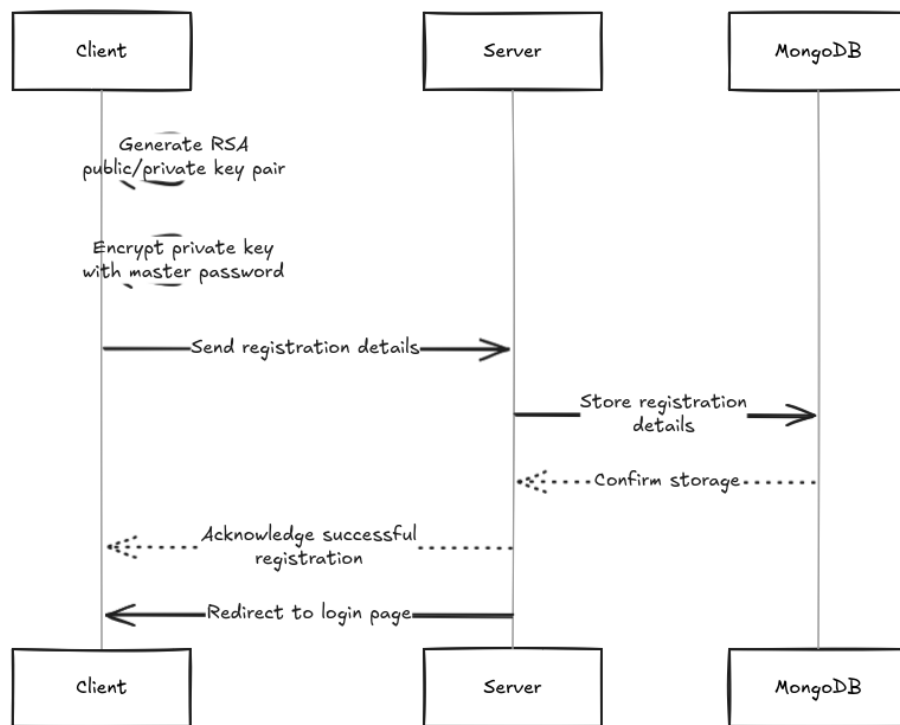 Client
Server
MongoDB
Generate RSA
public/private key pair
Encrypt private key
with master password
Send registration details
Store registration
details
Confirm storage
Acknowledge successful
registration
Redirect to login page
Client
Server
MongoDB